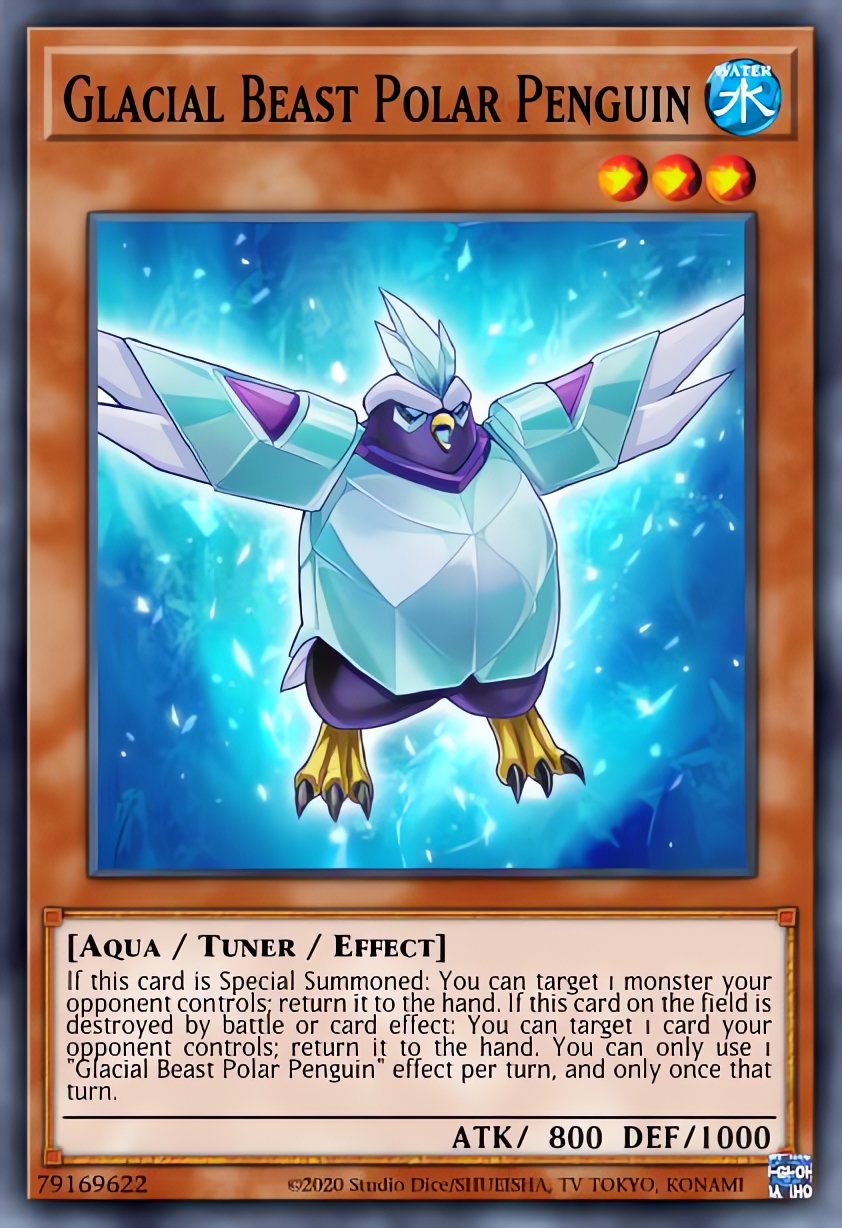 GLACIAL BEAST POLAR PENGUIN
WATER
水
[AQUA / TUNER / EFFECT]
If this card is Special Summoned: You can target 1 monster your
opponent controls; return it to the hand. If this card on the field is
destroyed by battle or card effect: You can target 1 card your
opponent controls; return it to the hand. You can only use 1
"Glacial Beast Polar Penguin" effect per turn, and only once that
turn.
ATK/ 800 DEF/1000
79169622
©2020 Studio Dice/SHUEISHA, TV TOKYO, KONAMI